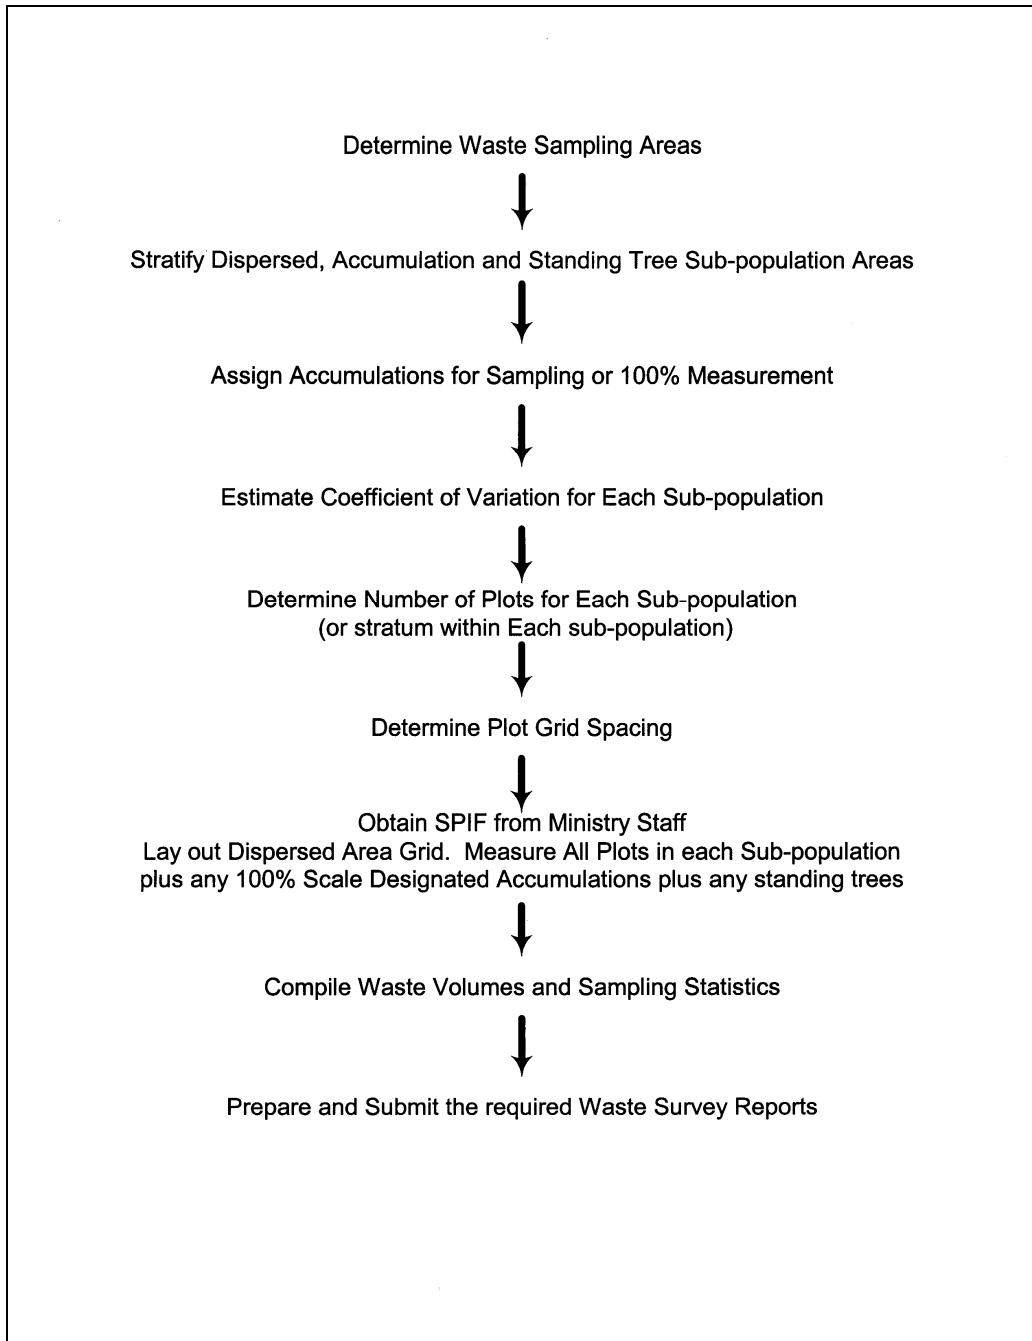 Determine Waste Sampling Areas
Stratify Dispersed, Accumulation and Standing Tree Sub-population Areas
Assign Accumulations for Sampling or 100% Measurement
Estimate Coefficient of Variation for Each Sub-population
Determine Number of Plots for Each Sub-population
(or stratum within Each sub-population)
Determine Plot Grid Spacing
Obtain SPIF from Ministry Staff
Lay out Dispersed Area Grid.  Measure All Plots in each Sub-population
plus any 100% Scale Designated Accumulations plus any standing trees
Compile Waste Volumes and Sampling Statistics
Prepare and Submit the required Waste Survey Reports